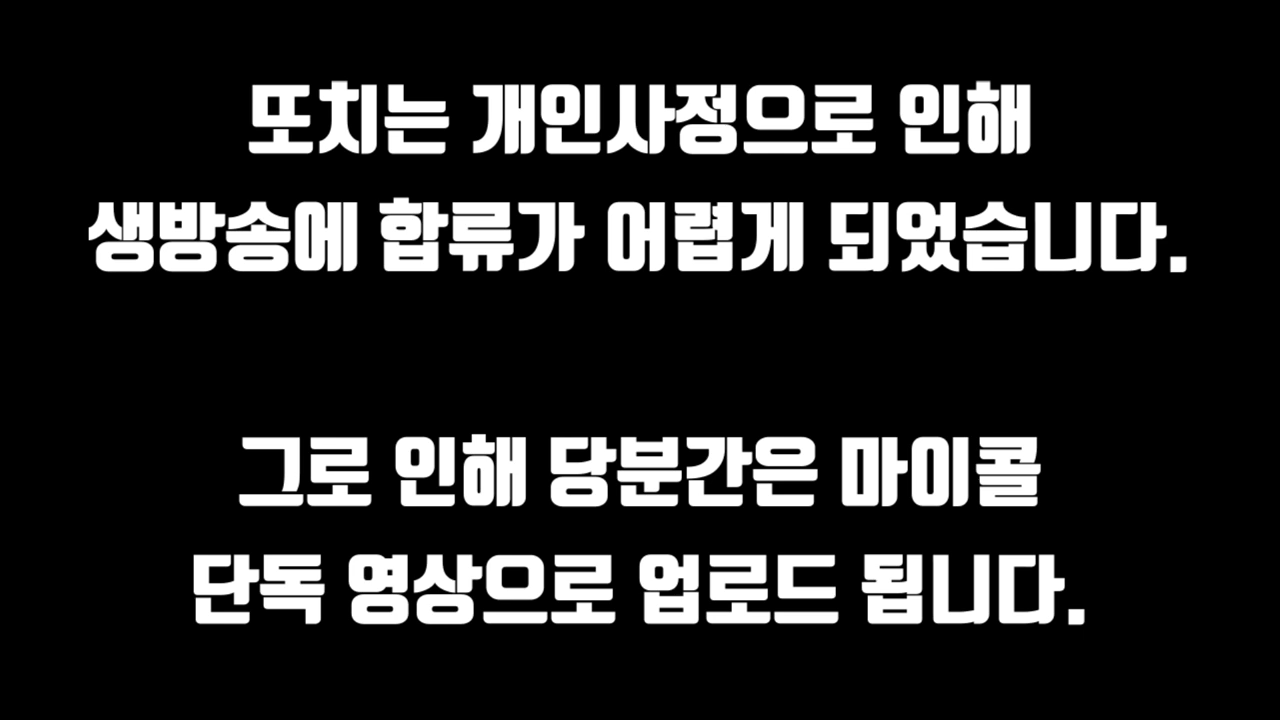 또치는 개인사정으로 인해
생방송에 합류가 어렵게 되었습니다.
그로 인해 당분간은 마이콜
단독 영상으로 업로드 됩니다.